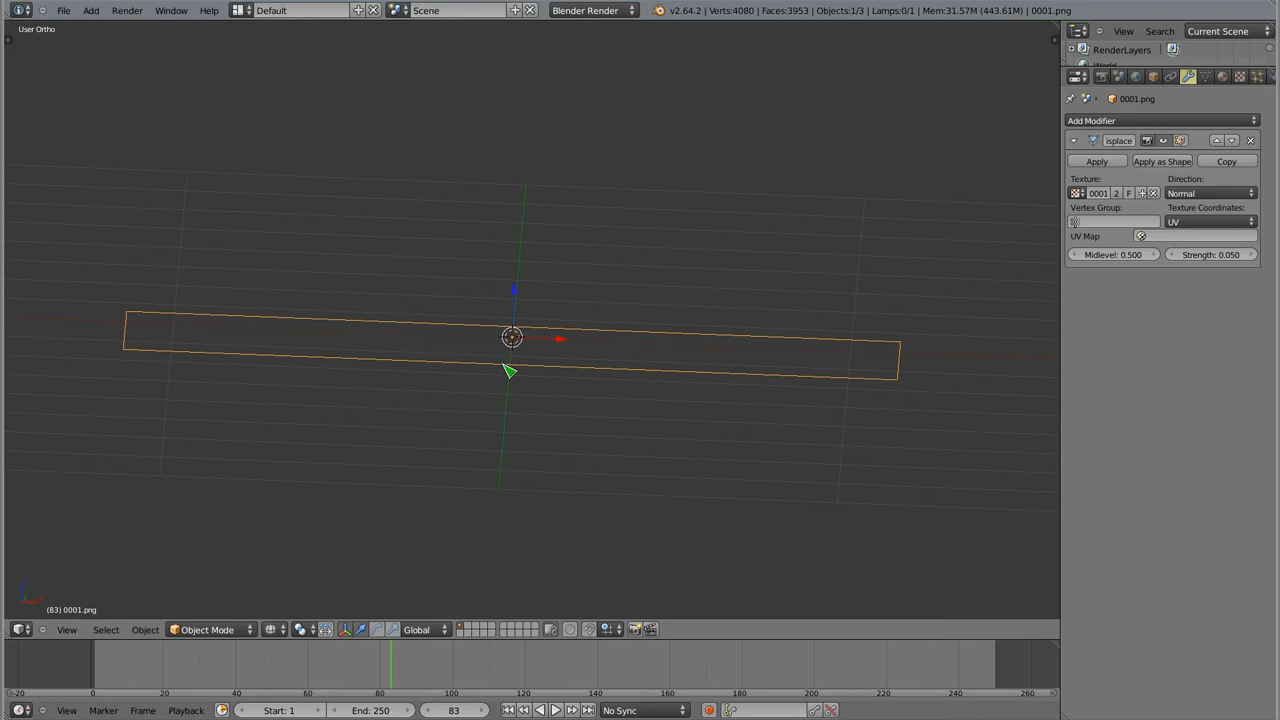 File Add Render Window Help Default Scene Blender Render v2.64.2 | Verts:4080 | Faces:3953 | Objects:1/3 | Lamps:0/1 | Mem:31.57M (443.61M) | 0001.png
User Ortho
View Search Current Scene
RenderLayers
0001.png
Add Modifier
isplace
Apply Apply as Shape Copy
Texture: Direction:
0001 2 F Normal
Vertex Group: Texture Coordinates:
UV
UV Map
Midlevel: 0.500 Strength: 0.050
(83) 0001.png
View Select Object Object Mode Global
-20 0 20 40 60 80 100 120 140 160 180 200 220 240 260
View Marker Frame Playback Start: 1 End: 250 83 No Sync